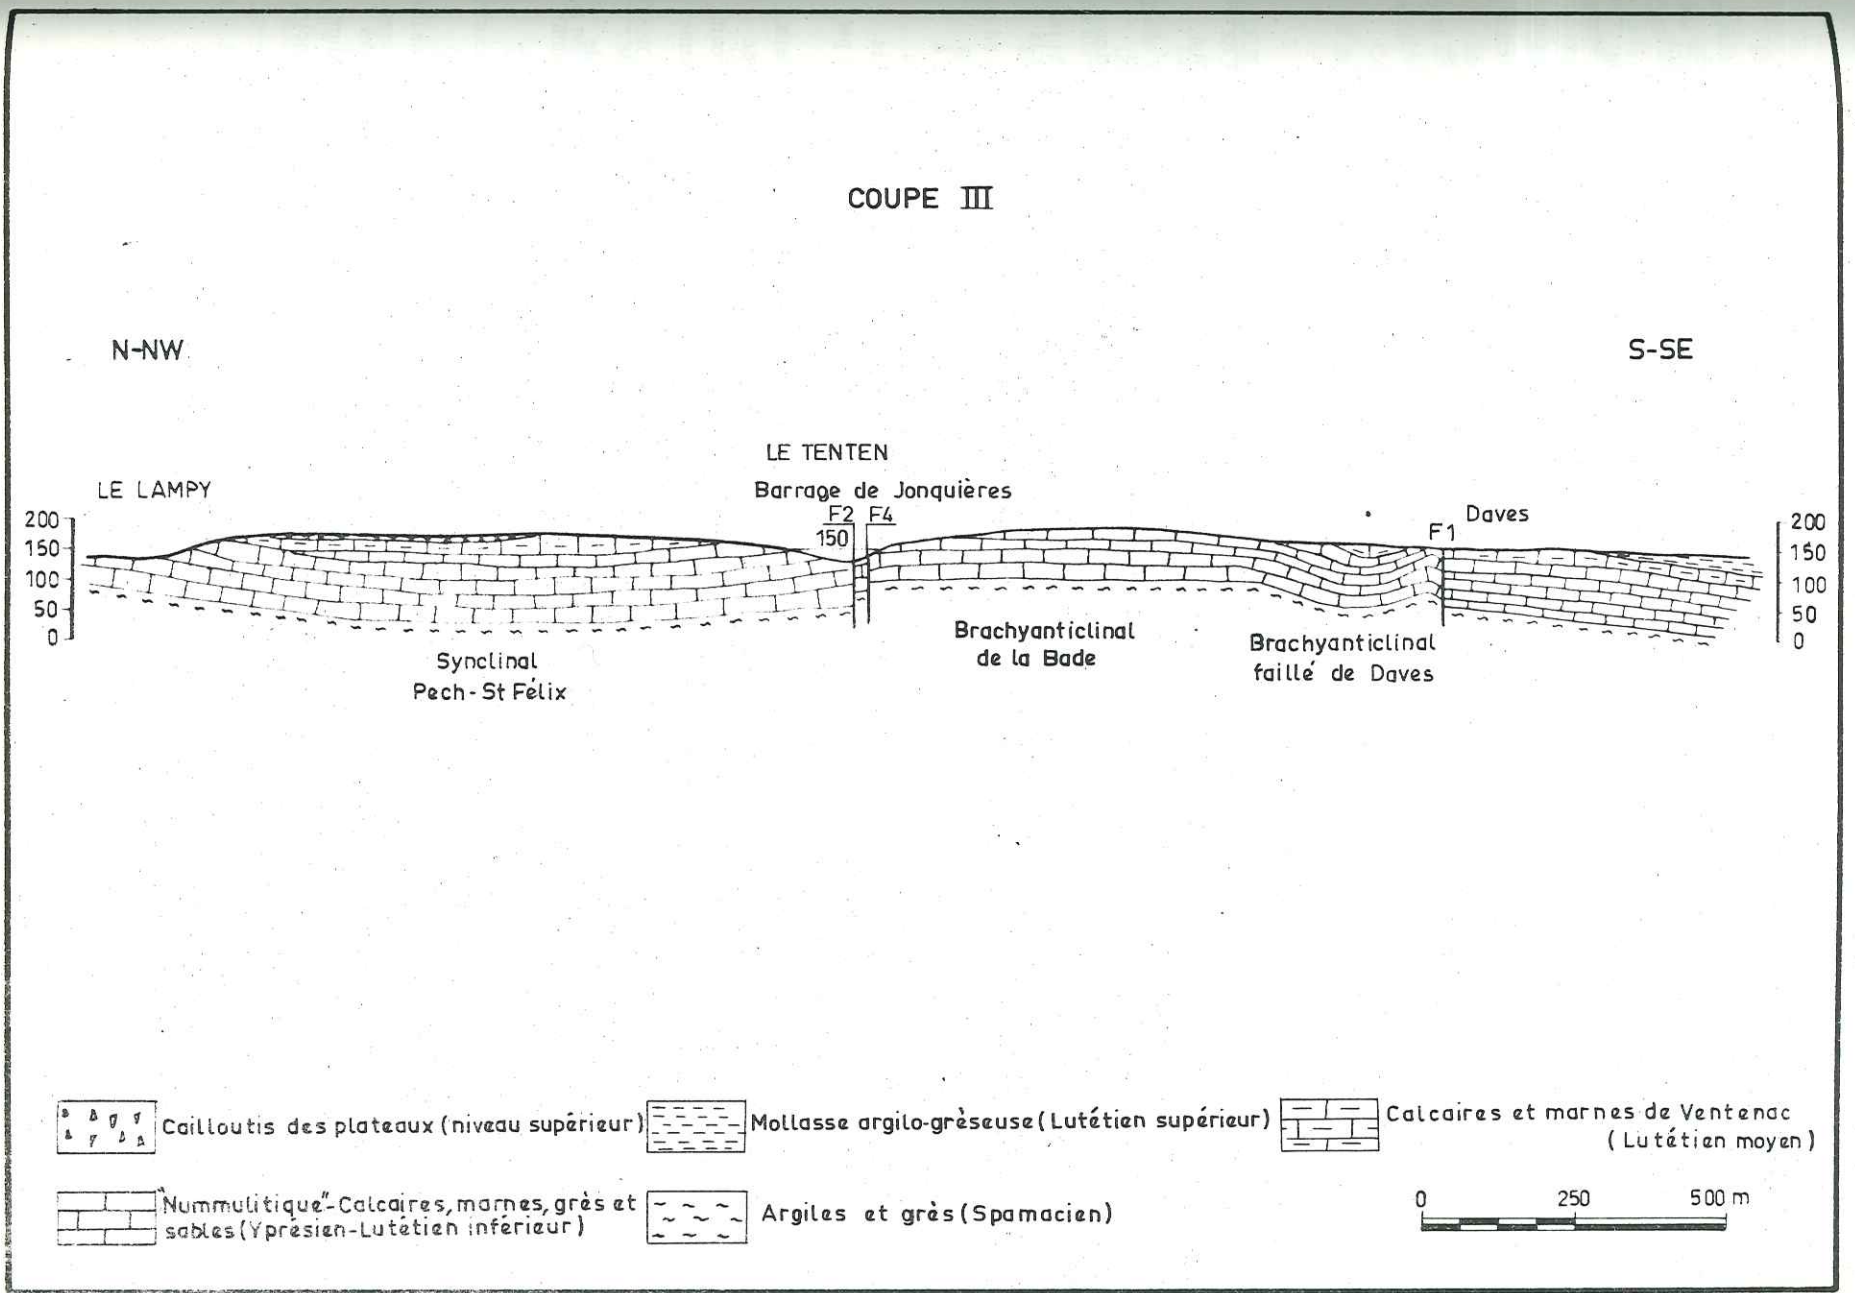 COUPE III
N-NW
S-SE
LE TENTEN
LE LAMPY
Barrage de Jonquières
F2 F4
150
Daves
F1
200
150
100
50
0
200
150
100
50
0
Synclinal
Pech-St Félix
Brachyanticlinal
de la Bade
Brachyanticlinal
faillé de Daves
Cailloutis des plateaux (niveau supérieur)
Mollasse argilo-grèseuse (Lutétien supérieur)
Calcaires et marnes de Ventenac
(Lutétien moyen)
"Nummulitique"-Calcaires, marnes, grès et
sables (Yprésien-Lutétien inférieur)
Argiles et grès (Spamacien)
0 250 500 m